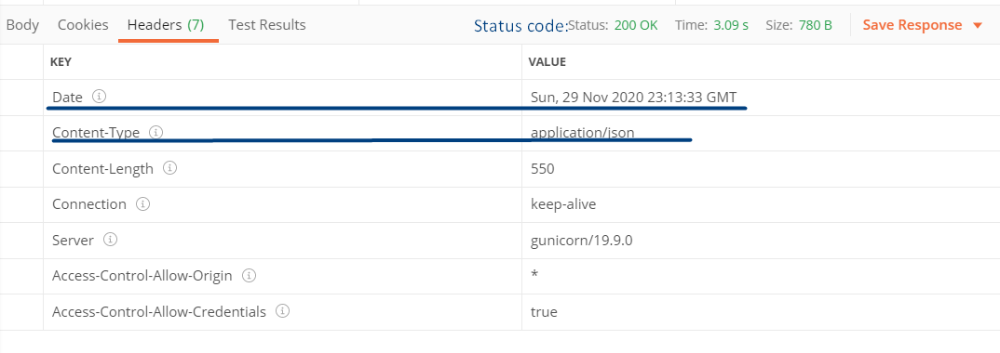 Body Cookies Headers (7) Test Results Status code: Status: 200 OK Time: 3.09 s Size: 780 B Save Response
KEY VALUE
Date Sun, 29 Nov 2020 23:13:33 GMT
Content-Type application/json
Content-Length 550
Connection keep-alive
Server gunicorn/19.9.0
Access-Control-Allow-Origin *
Access-Control-Allow-Credentials true